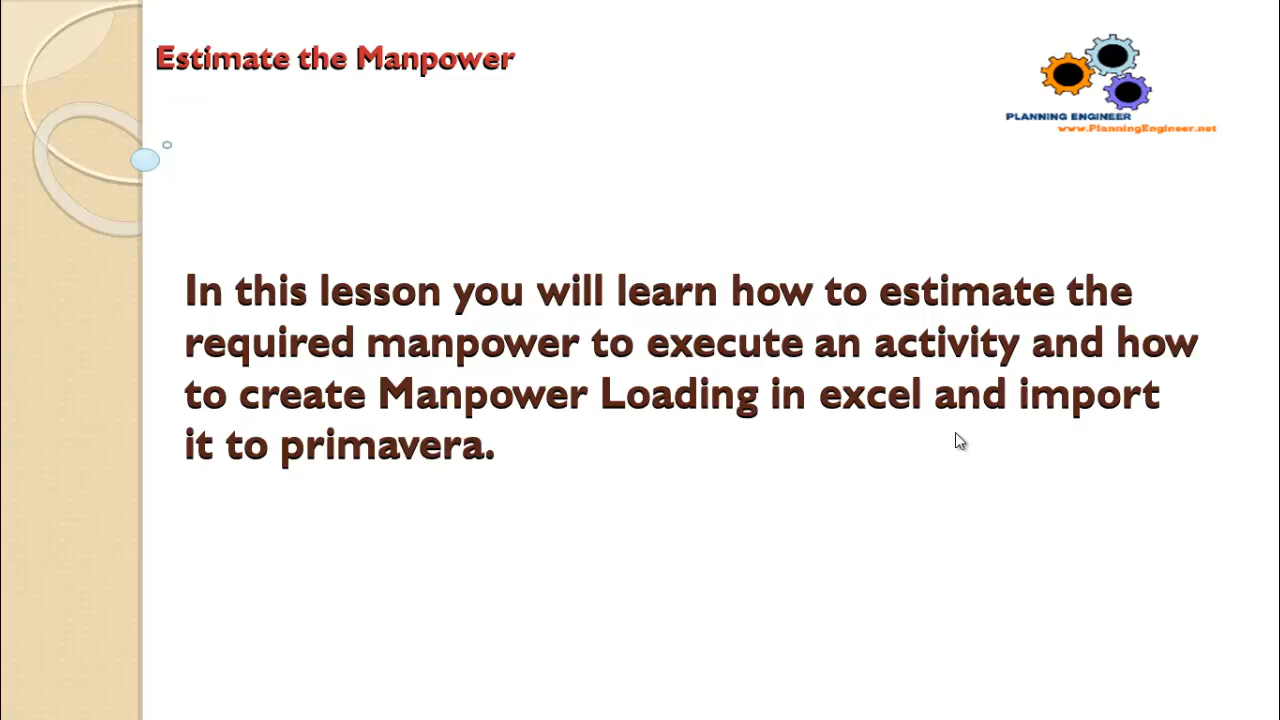 Estimate the Manpower
PLANNING ENGINEER
www.PlanningEngineer.net
In this lesson you will learn how to estimate the
required manpower to execute an activity and how
to create Manpower Loading in excel and import
it to primavera.